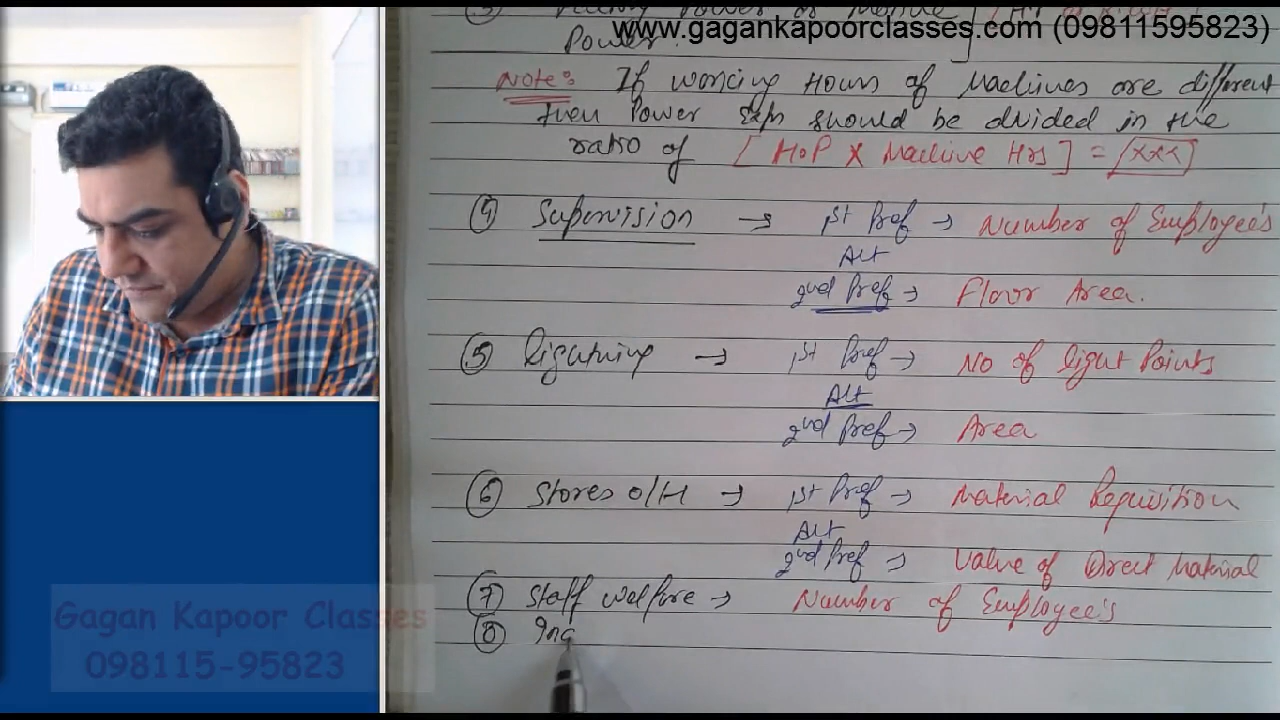 www.gagankapoorclasses.com (09811595823)
Power.
Note: If working Hours of Machines are different
then Power Exp should be divided in the
ratio of [ H.P X Machine Hrs ] = [xxx]
④ Supervision → 1st Pref → Number of Employee's
Alt
2nd Pref → Floor Area.
⑤ lighting → 1st Pref → No of light Points
Alt
2nd Pref → Area
⑥ Stores o/H → 1st Pref → Material Requisition
Alt
2nd Pref → Value of Direct Material
⑦ Staff welfare → Number of Employee's
⑧
Gagan Kapoor Classes
098115-95823